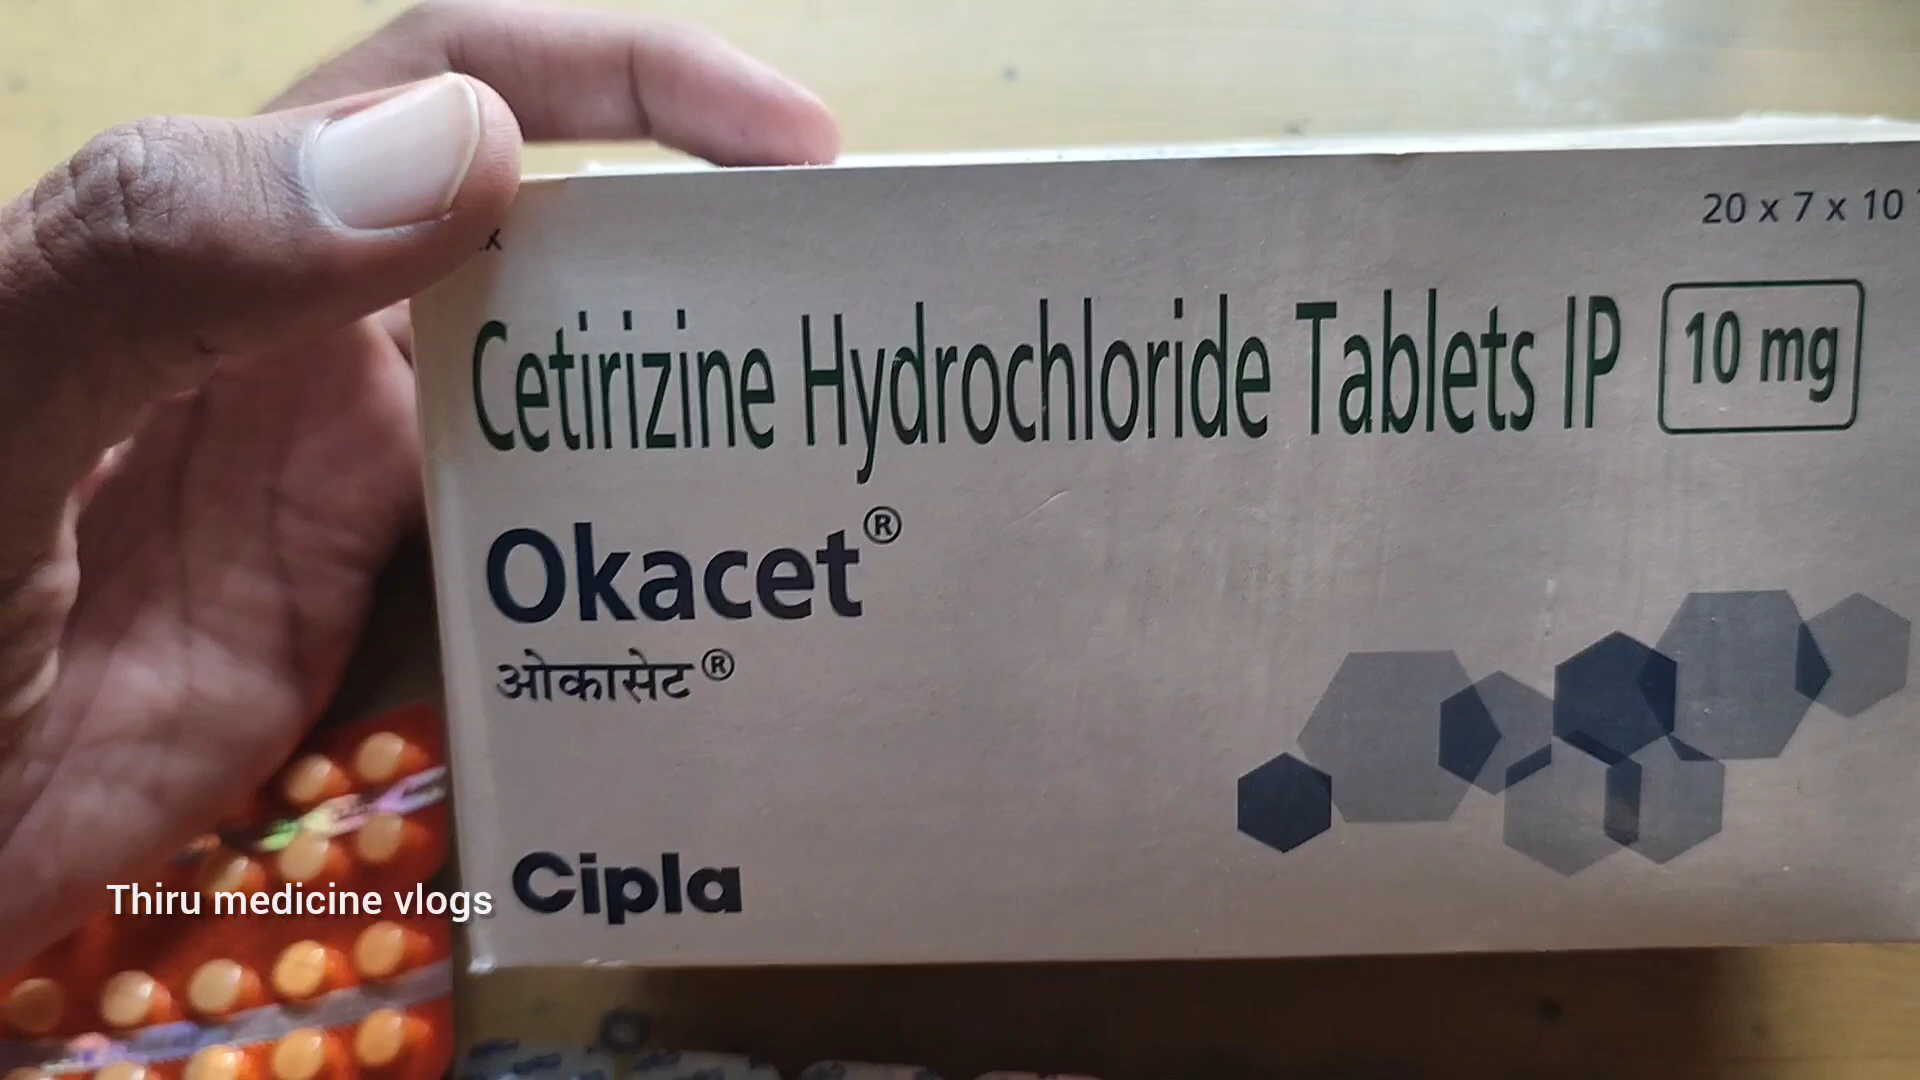 x
20 x 7 x 10
Cetirizine Hydrochloride Tablets IP 10 mg
Okacet®
ओकासेट®
Cipla
Thiru medicine vlogs